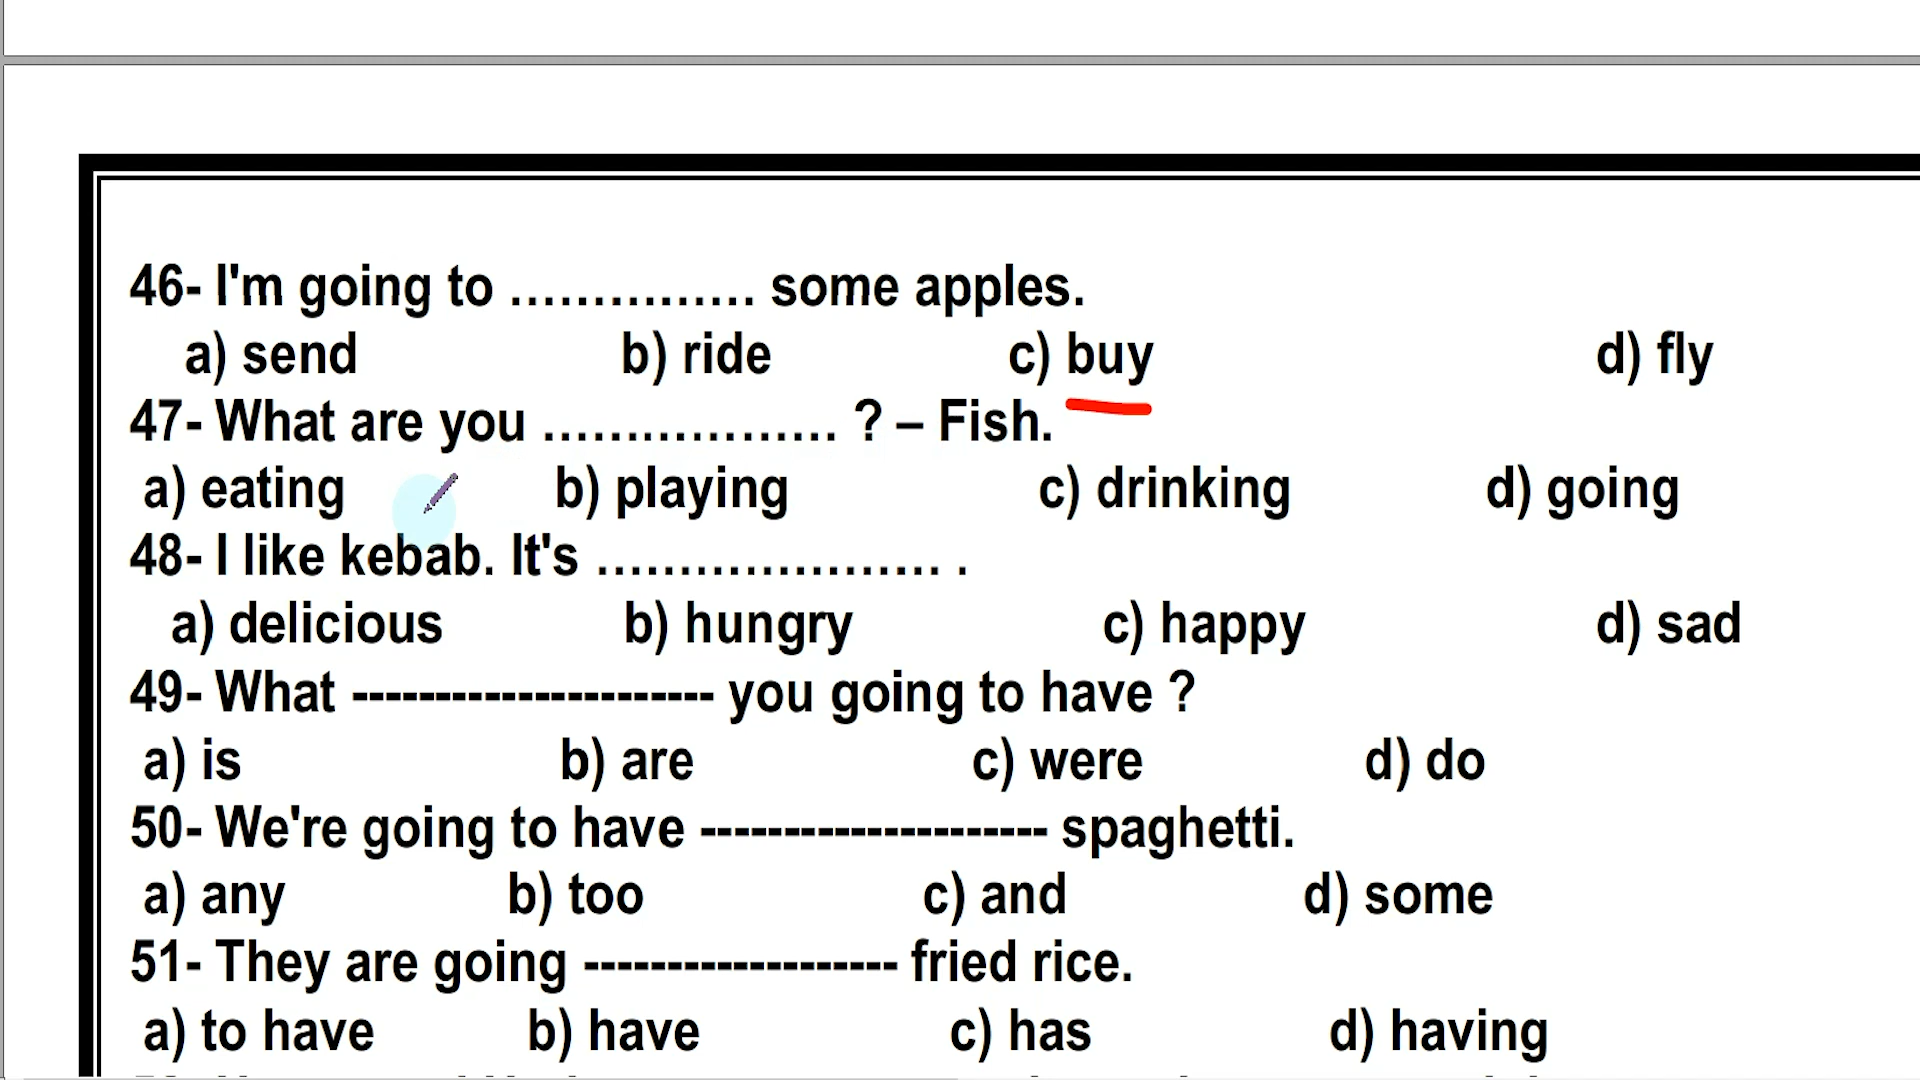 46- I'm going to …………… some apples.
a) send b) ride c) buy d) fly
47- What are you ……………… ? – Fish.
a) eating b) playing c) drinking d) going
48- I like kebab. It's ………………… .
a) delicious b) hungry c) happy d) sad
49- What ---------------------- you going to have ?
a) is b) are c) were d) do
50- We're going to have --------------------- spaghetti.
a) any b) too c) and d) some
51- They are going ------------------- fried rice.
a) to have b) have c) has d) having